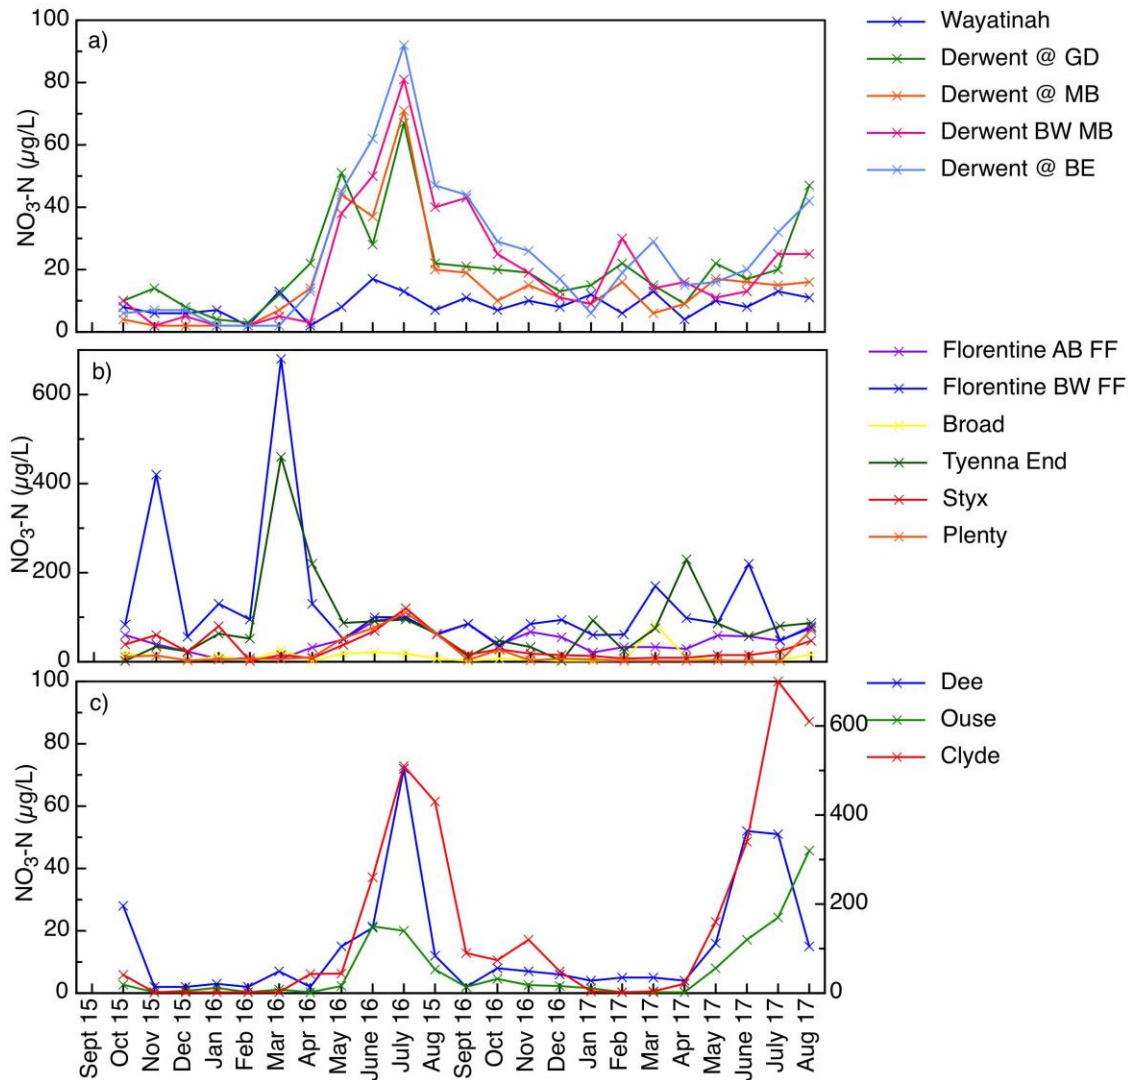 a)
NO3-N (µg/L)
100
80
60
40
20
0
Wayatinah
Derwent @ GD
Derwent @ MB
Derwent BW MB
Derwent @ BE
b)
NO3-N (µg/L)
600
400
200
0
Florentine AB FF
Florentine BW FF
Broad
Tyenna End
Styx
Plenty
c)
NO3-N (µg/L)
100
80
60
40
20
0
600
400
200
0
Dee
Ouse
Clyde
Sept 15
Oct 15
Nov 15
Dec 15
Jan 16
Feb 16
Mar 16
Apr 16
May 16
June 16
July 16
Aug 15
Sept 16
Oct 16
Nov 16
Dec 16
Jan 17
Feb 17
Mar 17
Apr 17
May 17
June 17
July 17
Aug 17